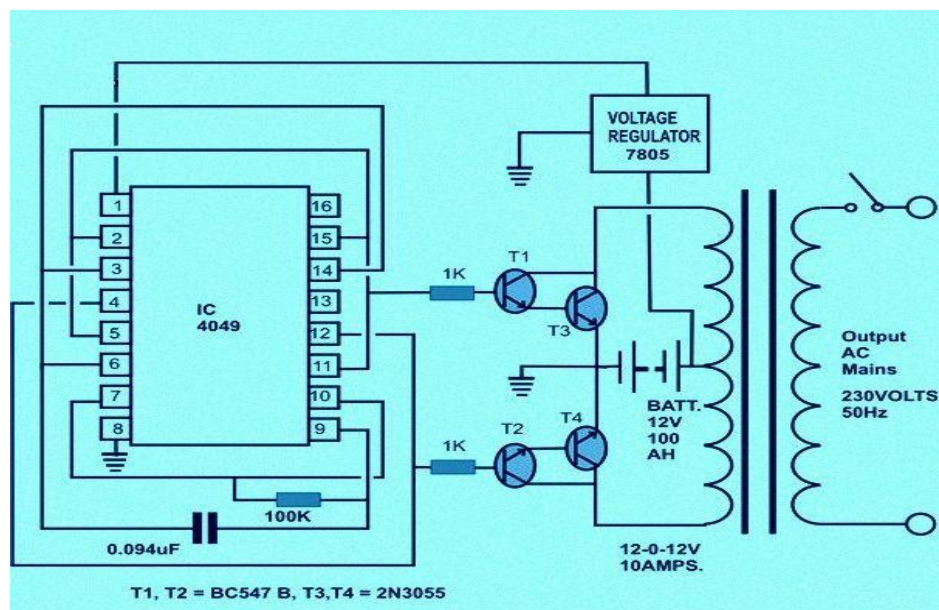 VOLTAGE
REGULATOR
7805
1
2
3
4
5
6
7
8
16
15
14
13
12
11
10
9
IC
4049
1K
T1
T3
BATT.
12V
100
AH
Output
AC
Mains
230VOLTS
50Hz
1K
T2
T4
100K
0.094uF
12-0-12V
10AMPS.
T1, T2 = BC547 B, T3,T4 = 2N3055